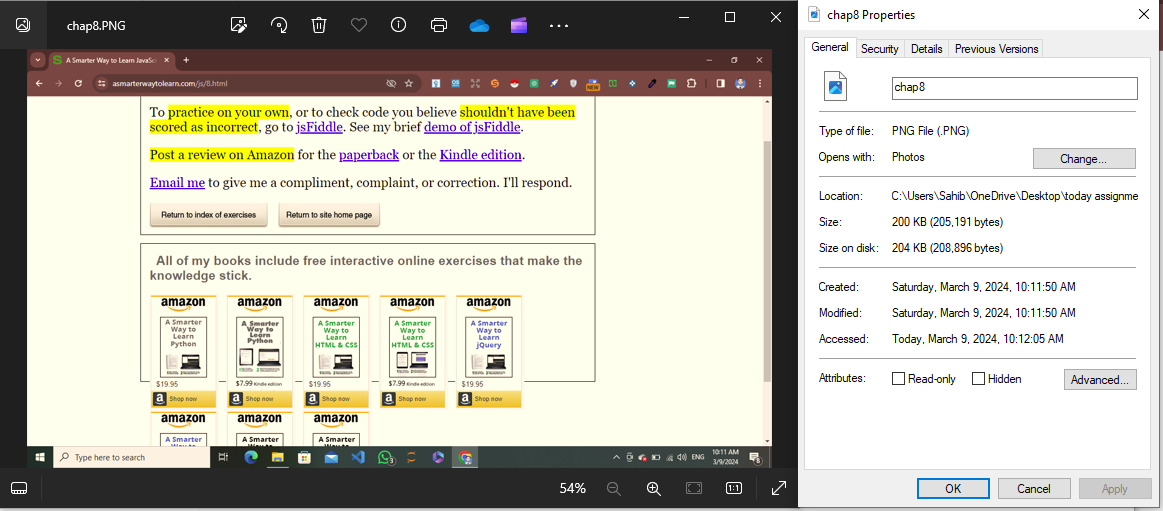 chap8.PNG
A Smarter Way to Learn JavaSc
asmarterwaytolearn.com/js/8.html
NEW
To practice on your own, or to check code you believe shouldn't have been
scored as incorrect, go to jsFiddle. See my brief demo of jsFiddle.
Post a review on Amazon for the paperback or the Kindle edition.
Email me to give me a compliment, complaint, or correction. I'll respond.
Return to index of exercises
Return to site home page
All of my books include free interactive online exercises that make the
knowledge stick.
amazon
A Smarter
Way to
Learn
Python
$19.95
Shop now
amazon
A Smarter
Way to
Learn
Python
$7.99 Kindle edition
Shop now
amazon
A Smarter
Way to
Learn
HTML & CSS
$19.95
Shop now
amazon
A Smarter
Way to
Learn
HTML & CSS
$7.99 Kindle edition
Shop now
amazon
A Smarter
Way to
Learn
jQuery
$19.95
Shop now
amazon
A Smarter
Way to
amazon
A Smarter
Way to
amazon
A Smarter
Way to
Type here to search
3
ENG
10:11 AM
3/9/2024
8
54%
1:1
chap8 Properties
General
Security
Details
Previous Versions
chap8
Type of file:
PNG File (.PNG)
Opens with:
Photos
Change...
Location:
C:\Users\Sahib\OneDrive\Desktop\today assignme
Size:
200 KB (205,191 bytes)
Size on disk:
204 KB (208,896 bytes)
Created:
Saturday, March 9, 2024, 10:11:50 AM
Modified:
Saturday, March 9, 2024, 10:11:50 AM
Accessed:
Today, March 9, 2024, 10:12:05 AM
Attributes:
Read-only
Hidden
Advanced...
OK
Cancel
Apply